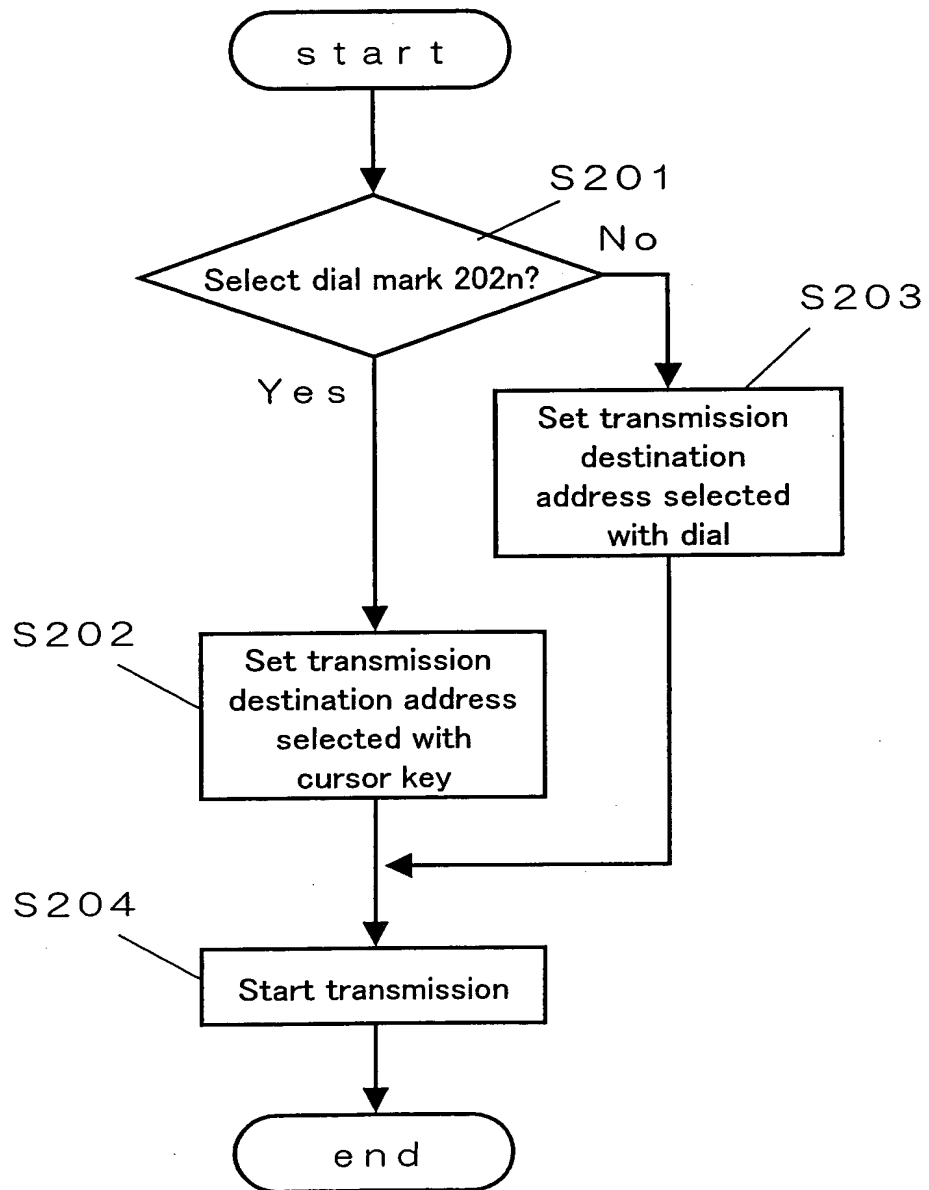 start
S201
Select dial mark 202n?
No
Yes
S203
Set transmission
destination
address selected
with dial
S202
Set transmission
destination address
selected with
cursor key
S204
Start transmission
end